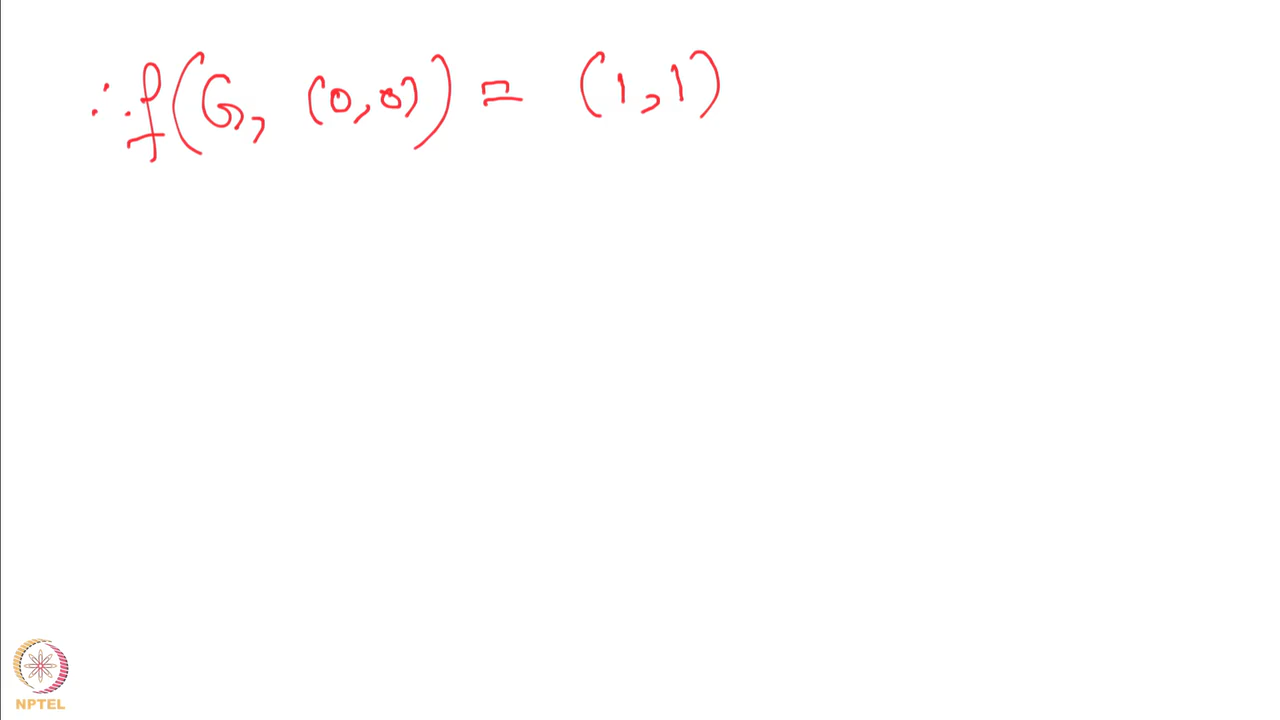 ∴ f(G, (0,0)) = (1,1)
NPTEL